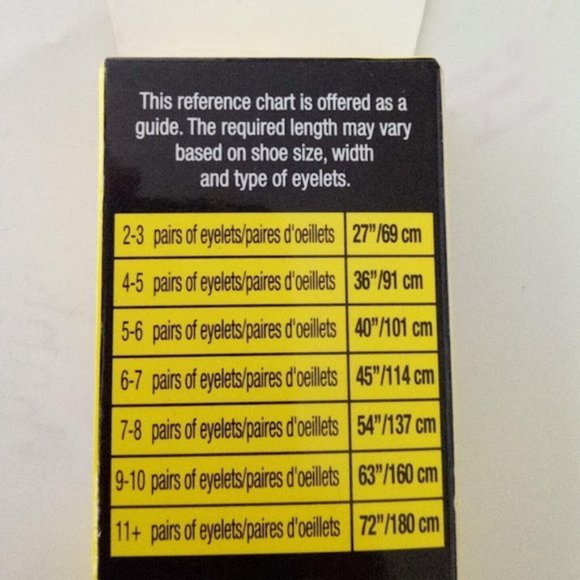 This reference chart is offered as a
guide. The required length may vary
based on shoe size, width
and type of eyelets.
2-3 pairs of eyelets/paires d'oeillets 27”/69 cm
4-5 pairs of eyelets/paires d'oeillets 36”/91 cm
5-6 pairs of eyelets/paires d'oeillets 40”/101 cm
6-7 pairs of eyelets/paires d'oeillets 45”/114 cm
7-8 pairs of eyelets/paires d'oeillets 54”/137 cm
9-10 pairs of eyelets/paires d'oeillets 63”/160 cm
11+ pairs of eyelets/paires d'oeillets 72”/180 cm